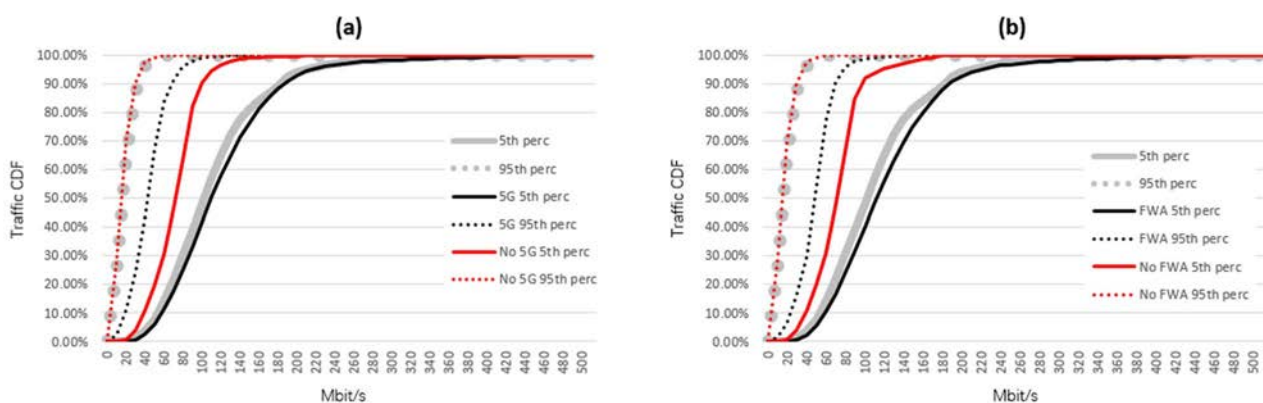 (a)
100.00%
90.00%
80.00%
70.00%
60.00%
50.00%
40.00%
30.00%
20.00%
10.00%
0.00%
Traffic CDF
5th perc
95th perc
5G 5th perc
5G 95th perc
No 5G 5th perc
No 5G 95th perc
0 20 40 60 80 100 120 140 160 180 200 220 240 260 280 300 320 340 360 380 400 420 440 460 480 500
Mbit/s
(b)
100.00%
90.00%
80.00%
70.00%
60.00%
50.00%
40.00%
30.00%
20.00%
10.00%
0.00%
Traffic CDF
5th perc
95th perc
FWA 5th perc
FWA 95th perc
No FWA 5th perc
No FWA 95th perc
0 20 40 60 80 100 120 140 160 180 200 220 240 260 280 300 320 340 360 380 400 420 440 460 480 500
Mbit/s